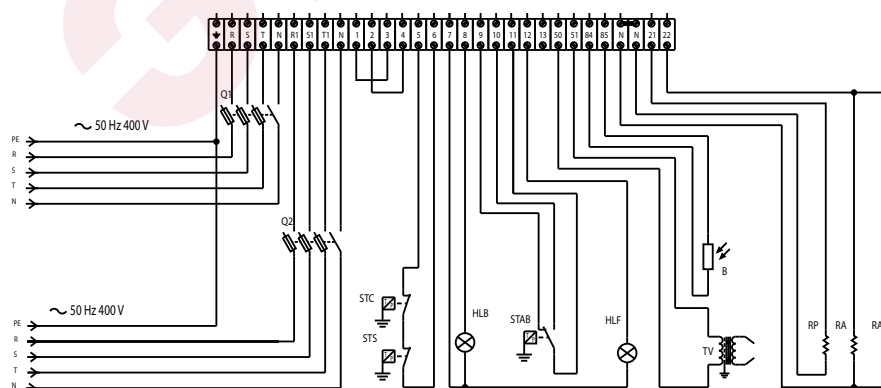 R S T N R1 S1 T1 N 1 2 3 4 5 6 7 8 9 10 11 12 13 50 51 84 85 N N 21 22
Q1
50 Hz 400 V
PE
R
S
T
N
Q2
50 Hz 400 V
PE
R
S
T
N
STC
STS
HLB
STAB
HLF
B
TV
RP
RA
RA